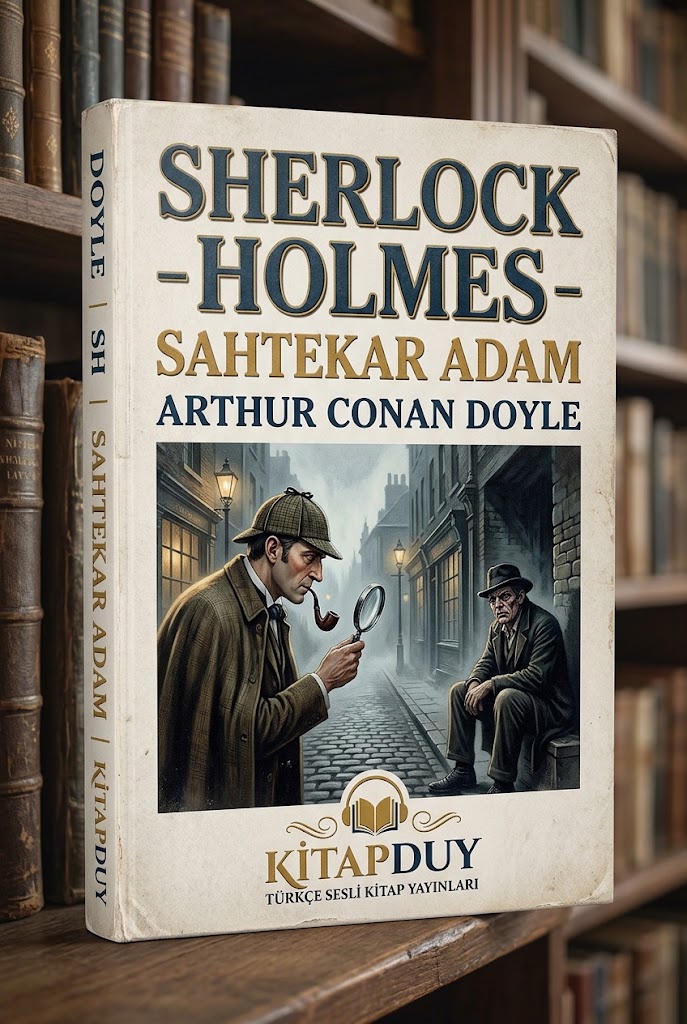 SHERLOCK
-HOLMES-
SAHTEKAR ADAM
ARTHUR CONAN DOYLE
KİTAPDUY
TÜRKÇE SESLİ KİTAP YAYINLARI
DOYLE | SH | SAHTEKAR ADAM | KİTAPDUY